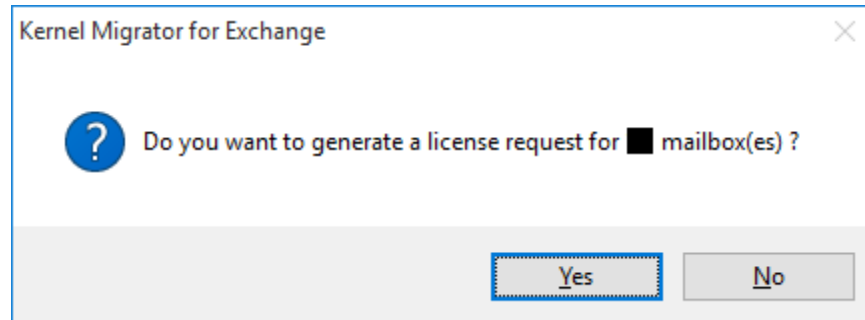 Kernel Migrator for Exchange
Do you want to generate a license request for mailbox(es) ?
Yes
No